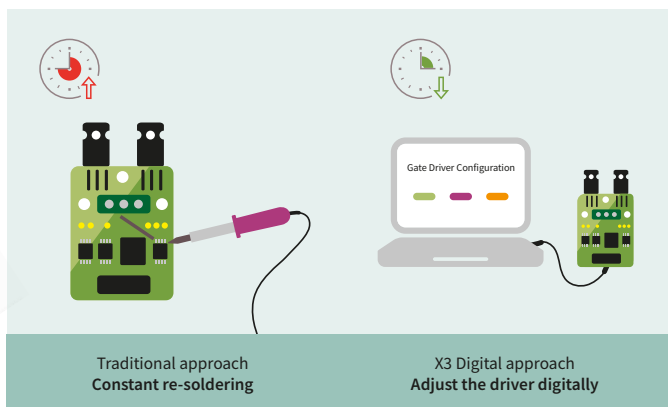 Gate Driver Configuration
Traditional approach
Constant re-soldering
X3 Digital approach
Adjust the driver digitally